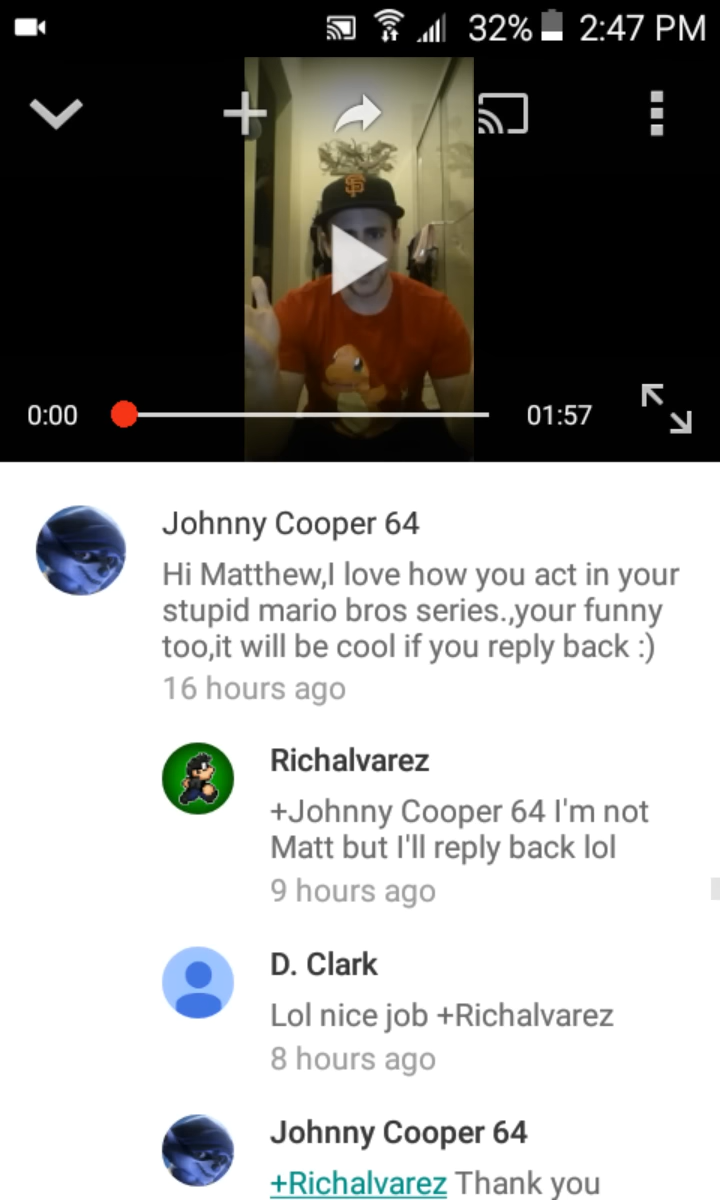 32% 2:47 PM
SF
0:00 01:57
Johnny Cooper 64
Hi Matthew,I love how you act in your
stupid mario bros series.,your funny
too,it will be cool if you reply back :)
16 hours ago
Richalvarez
+Johnny Cooper 64 I'm not
Matt but I'll reply back lol
9 hours ago
D. Clark
Lol nice job +Richalvarez
8 hours ago
Johnny Cooper 64
+Richalvarez Thank you